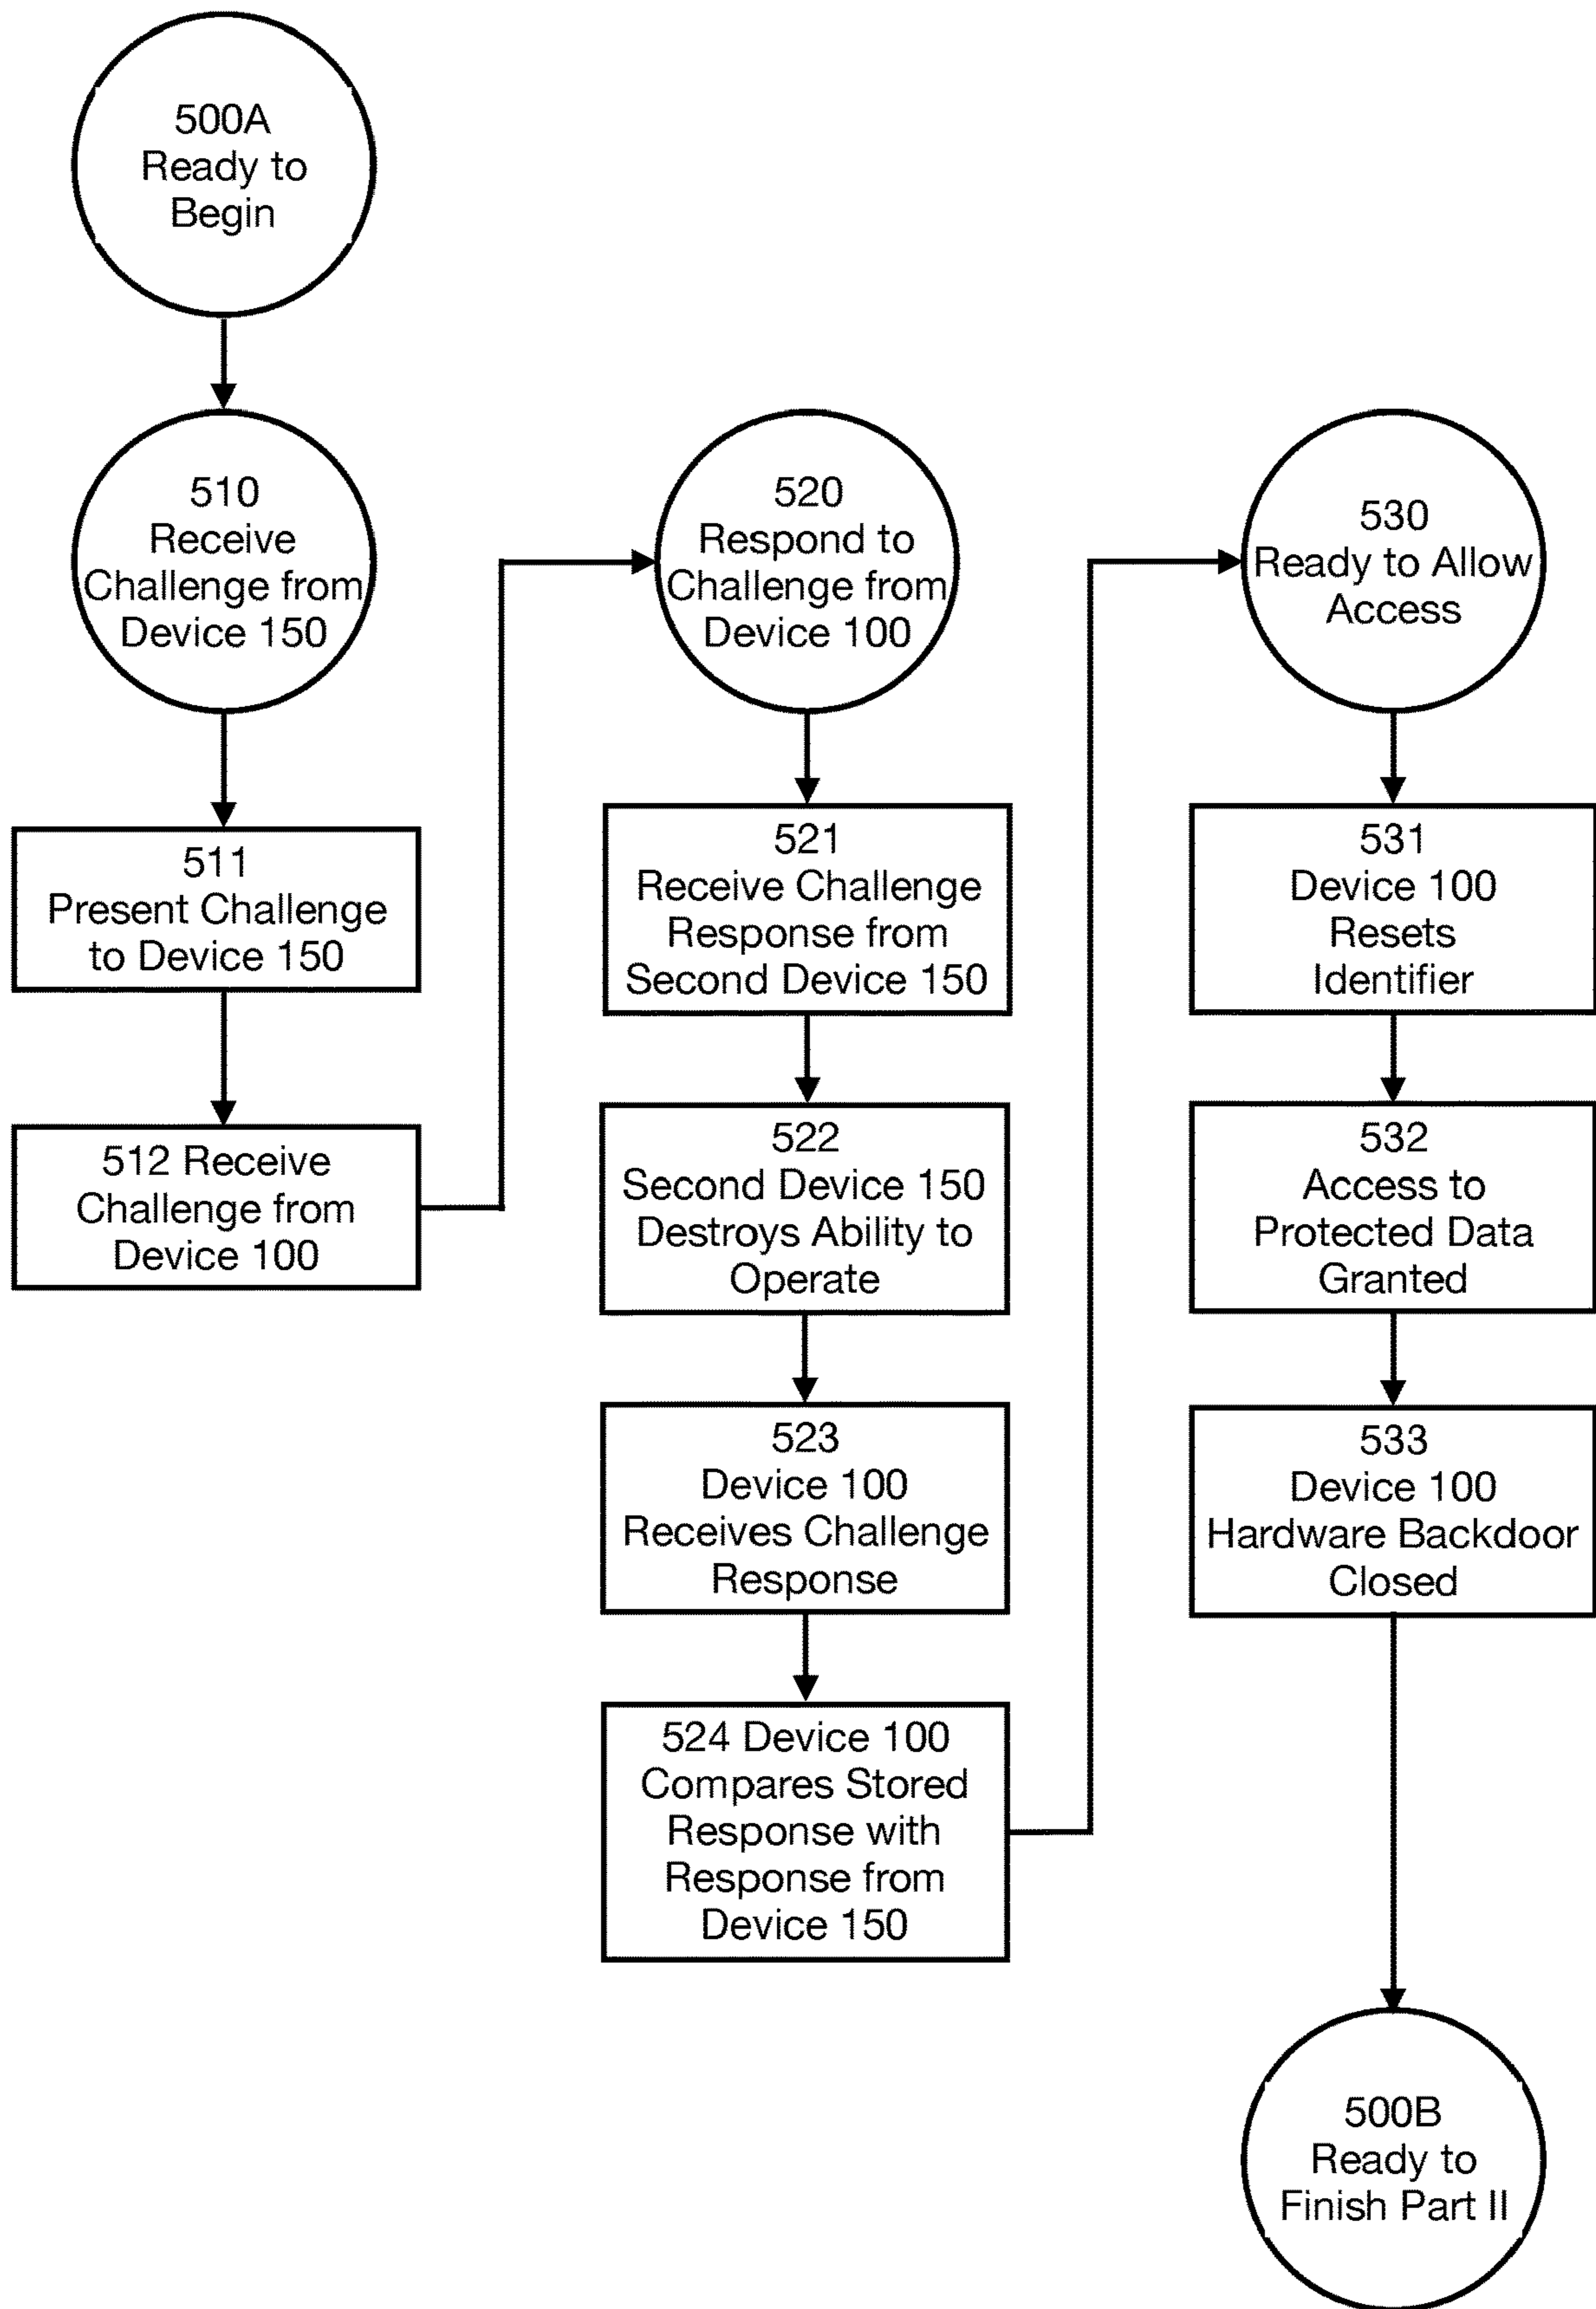 500A
Ready to
Begin
510
Receive
Challenge from
Device 150
511
Present Challenge
to Device 150
512 Receive
Challenge from
Device 100
520
Respond to
Challenge from
Device 100
521
Receive Challenge
Response from
Second Device 150
522
Second Device 150
Destroys Ability to
Operate
523
Device 100
Receives Challenge
Response
524 Device 100
Compares Stored
Response with
Response from
Device 150
530
Ready to Allow
Access
531
Device 100
Resets
Identifier
532
Access to
Protected Data
Granted
533
Device 100
Hardware Backdoor
Closed
500B
Ready to
Finish Part II